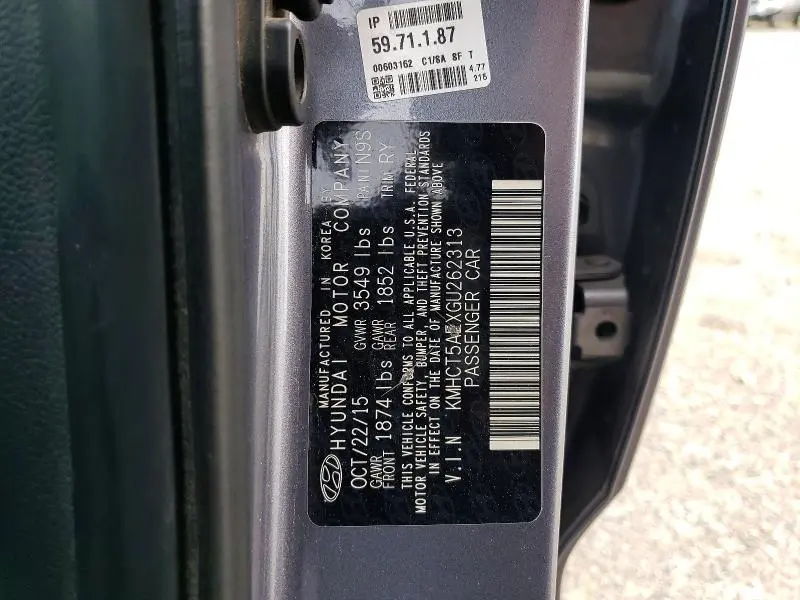 IP
59.71.1.87
00603162 C1/SA SF T
4.77
215
MANUFACTURED IN KOREA BY
HYUNDAI MOTOR COMPANY
OCT/22/15 GVWR 3549 lbs PAINT N9S
GAWR FRONT 1874 lbs GAWR REAR 1852 lbs TRIM RY
THIS VEHICLE CONFORMS TO ALL APPLICABLE U.S.A. FEDERAL
MOTOR VEHICLE SAFETY, BUMPER, AND THEFT PREVENTION STANDARDS
IN EFFECT ON THE DATE OF MANUFACTURE SHOWN ABOVE
V.I.N
PASSENGER CAR